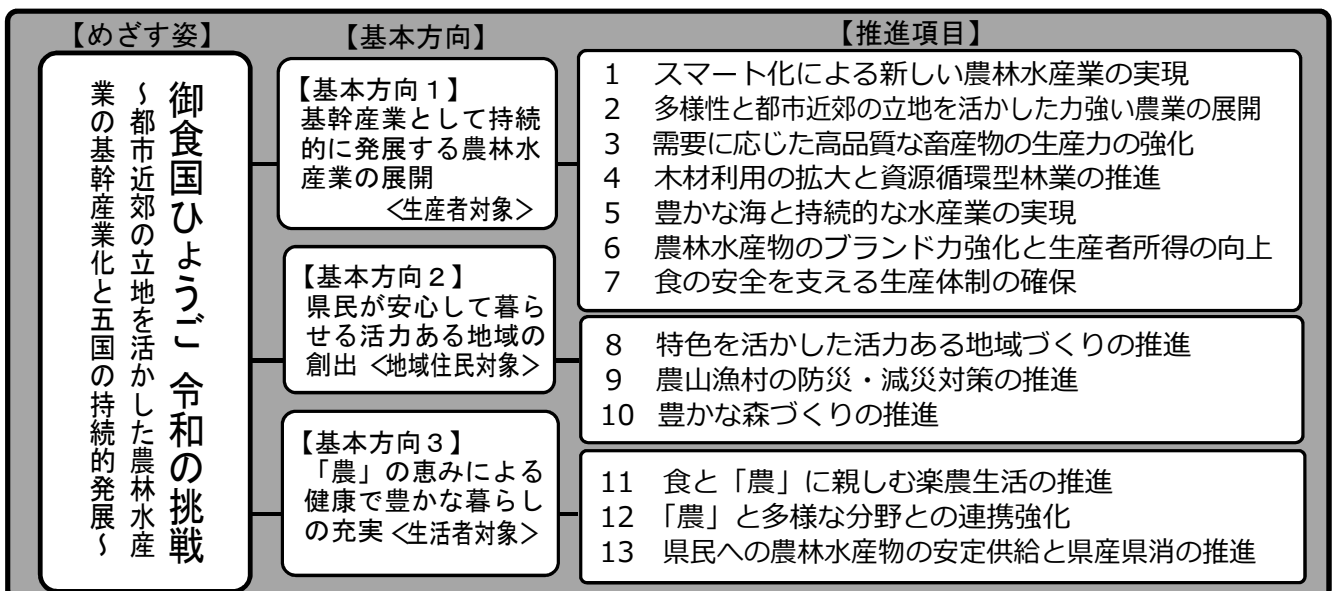 【めざす姿】
御食国ひょうご 令和の挑戦
~都市近郊の立地を活かした農林水産
業の基幹産業化と五国の持続的発展~
【基本方向】
【基本方向1】
基幹産業として持続
的に発展する農林水
産業の展開
<生産者対象>
【基本方向2】
県民が安心して暮ら
せる活力ある地域の
創出<地域住民対象>
【基本方向3】
「農」の恵みによる
健康で豊かな暮らし
の充実<生活者対象>
【推進項目】
1 スマート化による新しい農林水産業の実現
2 多様性と都市近郊の立地を活かした力強い農業の展開
3 需要に応じた高品質な畜産物の生産力の強化
4 木材利用の拡大と資源循環型林業の推進
5 豊かな海と持続的な水産業の実現
6 農林水産物のブランド力強化と生産者所得の向上
7 食の安全を支える生産体制の確保
8 特色を活かした活力ある地域づくりの推進
9 農山漁村の防災・減災対策の推進
10 豊かな森づくりの推進
11 食と「農」に親しむ楽農生活の推進
12 「農」と多様な分野との連携強化
13 県民への農林水産物の安定供給と県産県消の推進